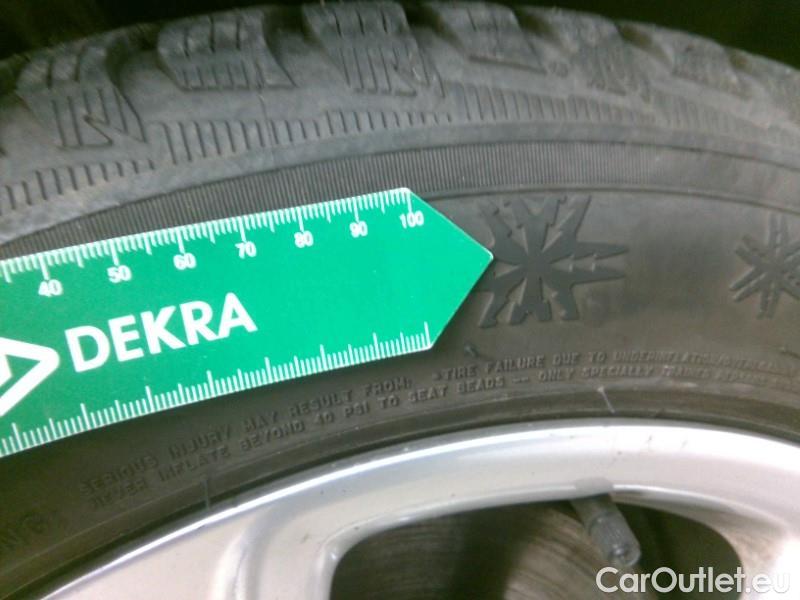 40 50 60 70 80 90 100
DEKRA
SERIOUS INJURY MAY RESULT FROM: •TIRE FAILURE DUE TO UNDERINFLATION/OVERLOADING
NEVER INFLATE BEYOND 40 PSI TO SEAT BEADS — ONLY SPECIALLY TRAINED
CarOutlet.eu